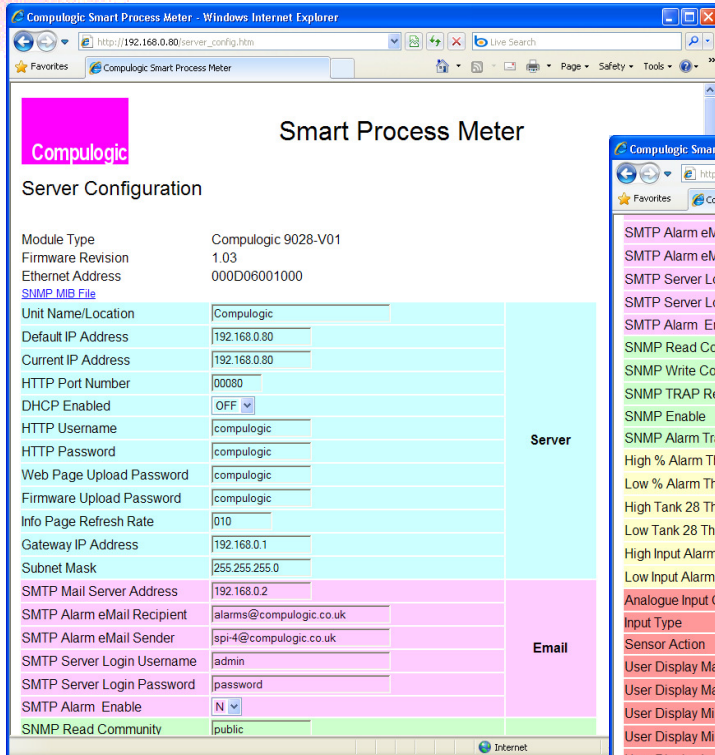 Compulogic Smart Process Meter - Windows Internet Explorer
http://192.168.0.80/server_config.htm
Live Search
Favorites
Compulogic Smart Process Meter
Page
Safety
Tools
Compulogic
Smart Process Meter
Server Configuration
Module Type Compulogic 9028-V01
Firmware Revision 1.03
Ethernet Address 000D06001000
SNMP MIB File
Unit Name/Location Compulogic
Default IP Address 192.168.0.80
Current IP Address 192.168.0.80
HTTP Port Number 00080
DHCP Enabled OFF
HTTP Username compulogic
HTTP Password compulogic
Web Page Upload Password compulogic
Firmware Upload Password compulogic
Info Page Refresh Rate 010
Gateway IP Address 192.168.0.1
Subnet Mask 255.255.255.0
Server
SMTP Mail Server Address 192.168.0.2
SMTP Alarm eMail Recipient alarms@compulogic.co.uk
SMTP Alarm eMail Sender spi-4@compulogic.co.uk
SMTP Server Login Username admin
SMTP Server Login Password password
SMTP Alarm Enable N
Email
SNMP Read Community public
Internet
Compulogic Smar
http
Favorites
Co
SMTP Alarm eM
SMTP Alarm eM
SMTP Server Lo
SMTP Server Lo
SMTP Alarm En
SNMP Read Co
SNMP Write Co
SNMP TRAP Re
SNMP Enable
SNMP Alarm Tra
High % Alarm Th
Low % Alarm Th
High Tank 28 Th
Low Tank 28 Th
High Input Alarm
Low Input Alarm
Analogue Input C
Input Type
Sensor Action
User Display Ma
User Display Ma
User Display Mi
User Display Mi